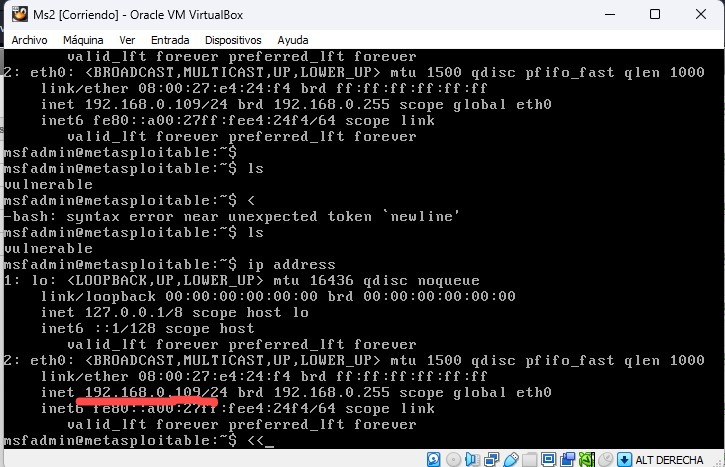 Ms2 [Corriendo] - Oracle VM VirtualBox
Archivo Máquina Ver Entrada Dispositivos Ayuda
valid_lft forever preferred_lft forever
2: eth0: <BROADCAST,MULTICAST,UP,LOWER_UP> mtu 1500 qdisc pfifo_fast qlen 1000
link/ether 08:00:27:e4:24:f4 brd ff:ff:ff:ff:ff:ff
inet 192.168.0.109/24 brd 192.168.0.255 scope global eth0
inet6 fe80::a00:27ff:fee4:24f4/64 scope link
valid_lft forever preferred_lft forever
msfadmin@metasploitable:~$
msfadmin@metasploitable:~$ ls
vulnerable
msfadmin@metasploitable:~$ <
-bash: syntax error near unexpected token `newline'
msfadmin@metasploitable:~$ ls
vulnerable
msfadmin@metasploitable:~$ ip address
1: lo: <LOOPBACK,UP,LOWER_UP> mtu 16436 qdisc noqueue
link/loopback 00:00:00:00:00:00 brd 00:00:00:00:00:00
inet 127.0.0.1/8 scope host lo
inet6 ::1/128 scope host
valid_lft forever preferred_lft forever
2: eth0: <BROADCAST,MULTICAST,UP,LOWER_UP> mtu 1500 qdisc pfifo_fast qlen 1000
link/ether 08:00:27:e4:24:f4 brd ff:ff:ff:ff:ff:ff
inet 192.168.0.109/24 brd 192.168.0.255 scope global eth0
inet6 fe80::a00:27ff:fee4:24f4/64 scope link
valid_lft forever preferred_lft forever
msfadmin@metasploitable:~$ <<_
ALT DERECHA